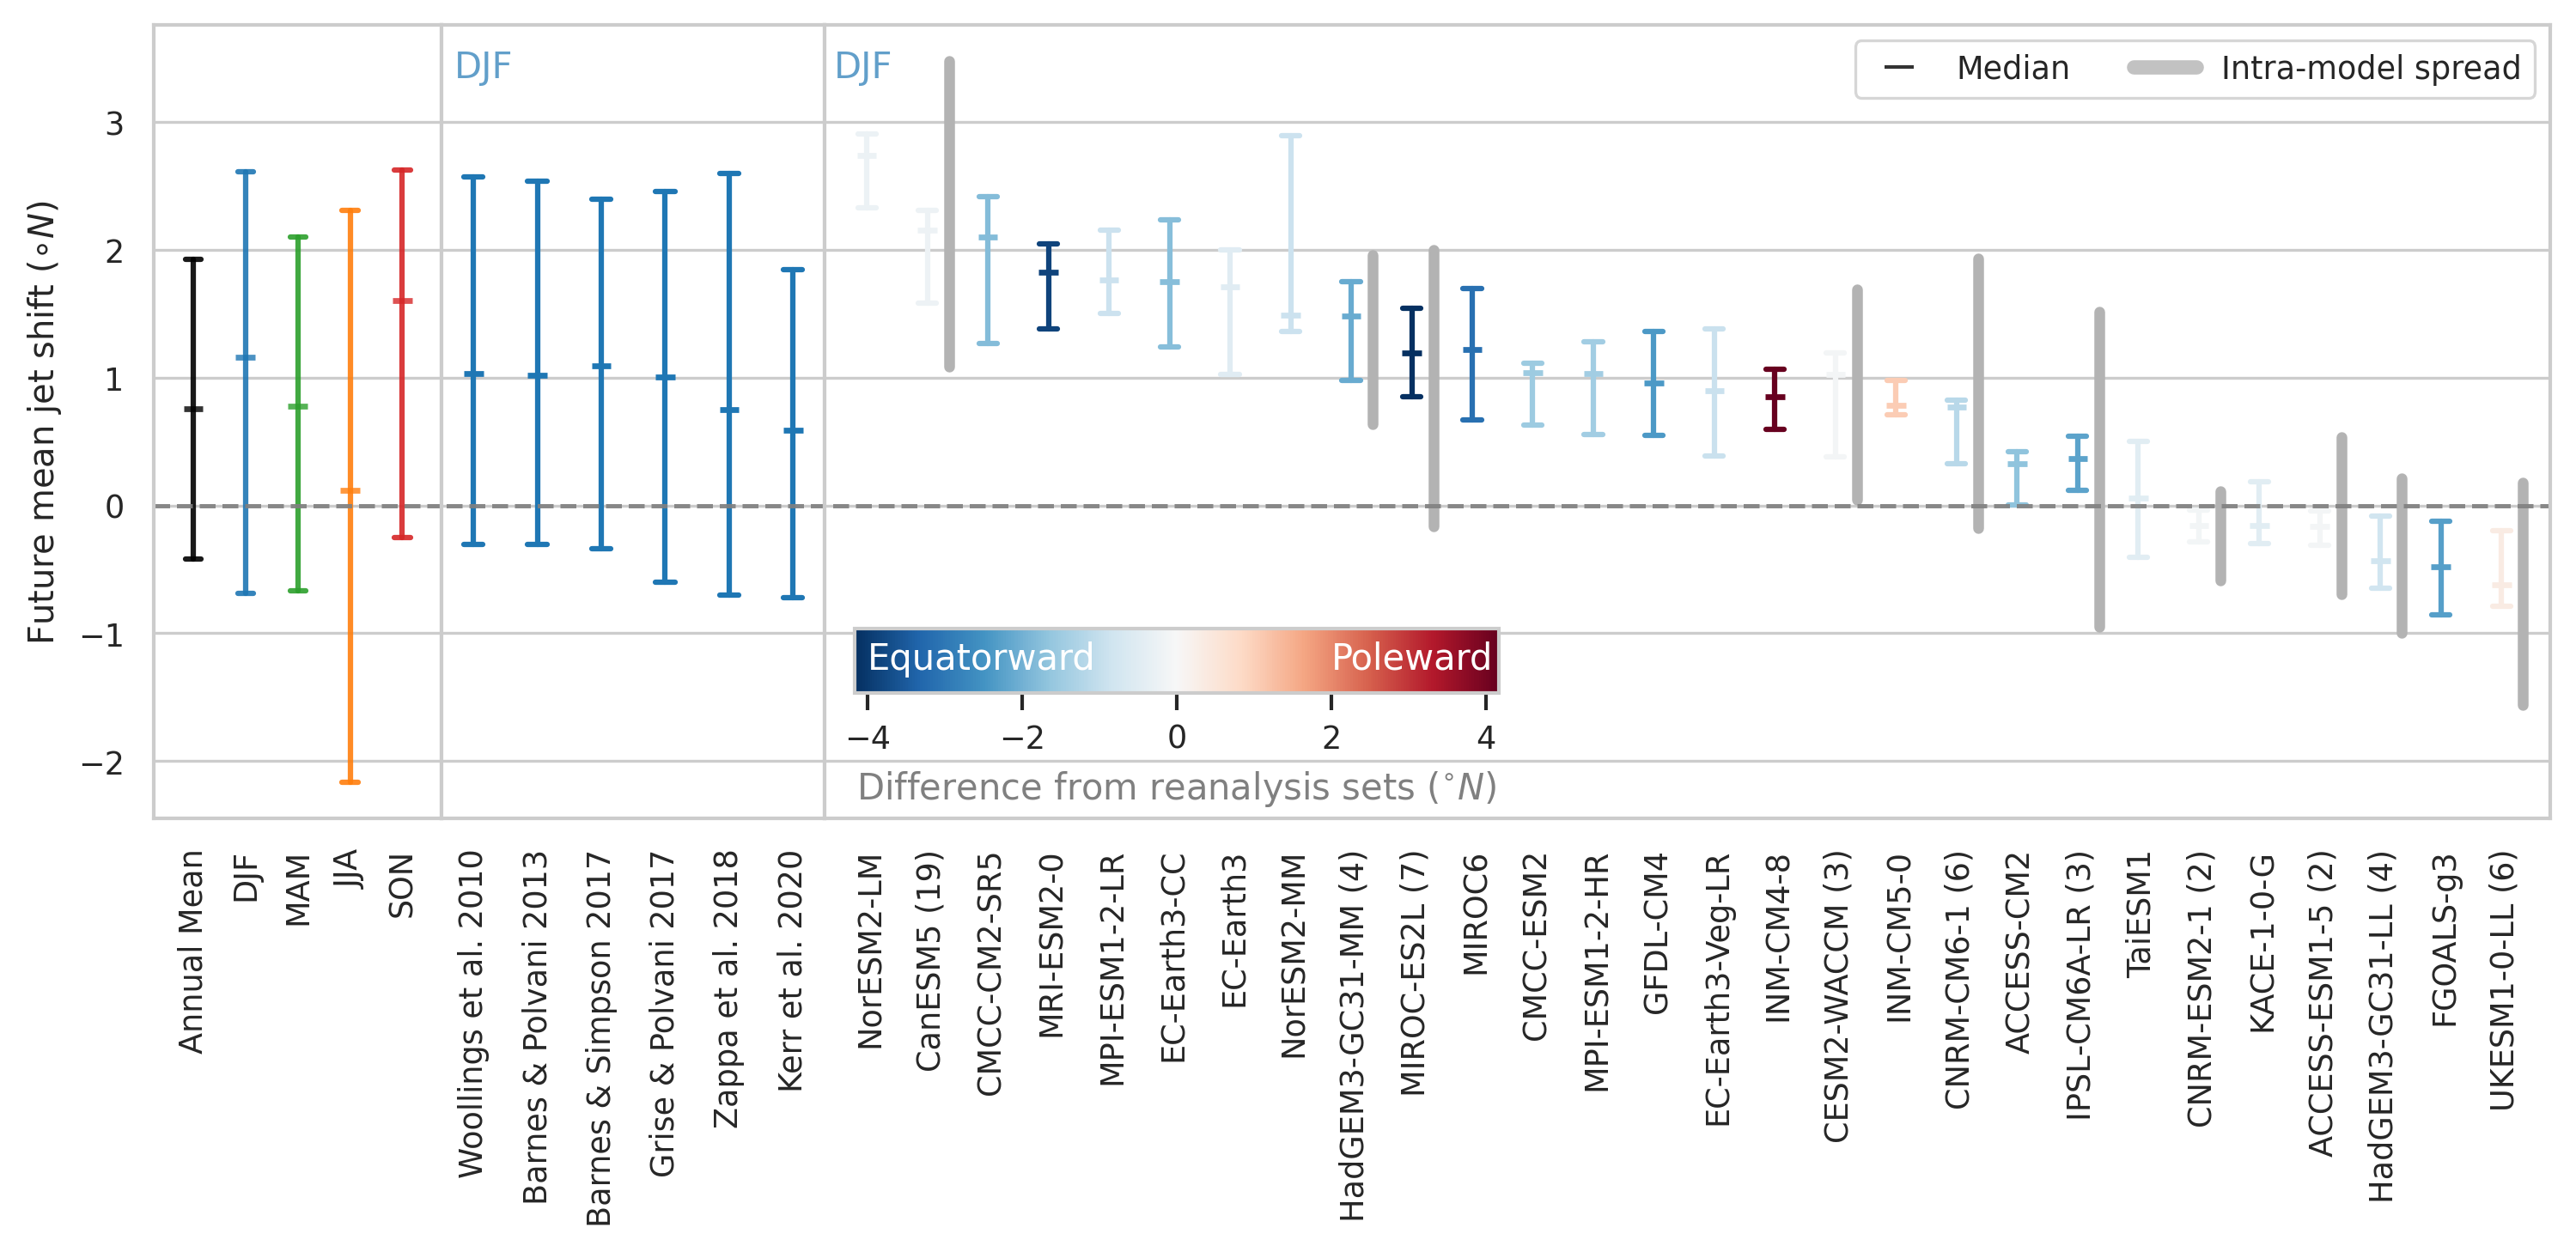 DJF
DJF
Median
Intra-model spread
Future mean jet shift (∘N)
3
2
1
0
−1
−2
Equatorward
Poleward
−4
−2
0
2
4
Difference from reanalysis sets (°N)
Annual Mean
DJF
MAM
JJA
SON
Woollings et al. 2010
Barnes & Polvani 2013
Barnes & Simpson 2017
Grise & Polvani 2017
Zappa et al. 2018
Kerr et al. 2020
NorESM2-LM
CanESM5 (19)
CMCC-CM2-SR5
MRI-ESM2-0
MPI-ESM1-2-LR
EC-Earth3-CC
EC-Earth3
NorESM2-MM
HadGEM3-GC31-MM (4)
MIROC-ES2L (7)
MIROC6
CMCC-ESM2
MPI-ESM1-2-HR
GFDL-CM4
EC-Earth3-Veg-LR
INM-CM4-8
CESM2-WACCM (3)
INM-CM5-0
CNRM-CM6-1 (6)
ACCESS-CM2
IPSL-CM6A-LR (3)
TaiESM1
CNRM-ESM2-1 (2)
KACE-1-0-G
ACCESS-ESM1-5 (2)
HadGEM3-GC31-LL (4)
FGOALS-g3
UKESM1-0-LL (6)